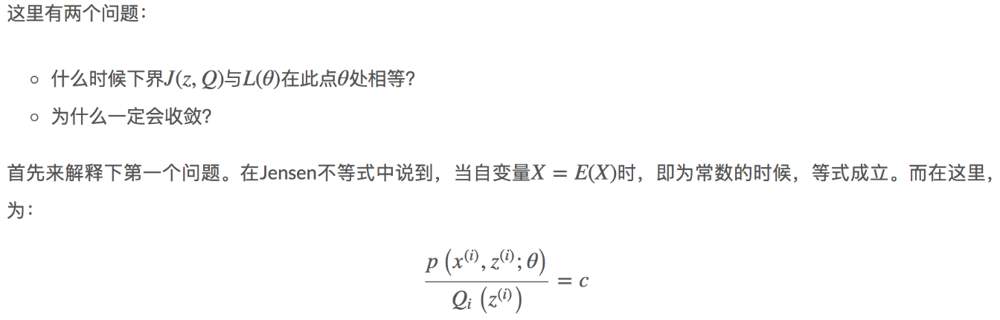 这里有两个问题：
什么时候下界J(z, Q)与L(θ)在此点θ处相等?
为什么一定会收敛?
首先来解释下第一个问题。在Jensen不等式中说到，当自变量X = E(X)时，即为常数的时候，等式成立。而在这里，
为：
\frac{p\left(x^{(i)}, z^{(i)}; θ\right)}{Q_i\left(z^{(i)}\right)} = c